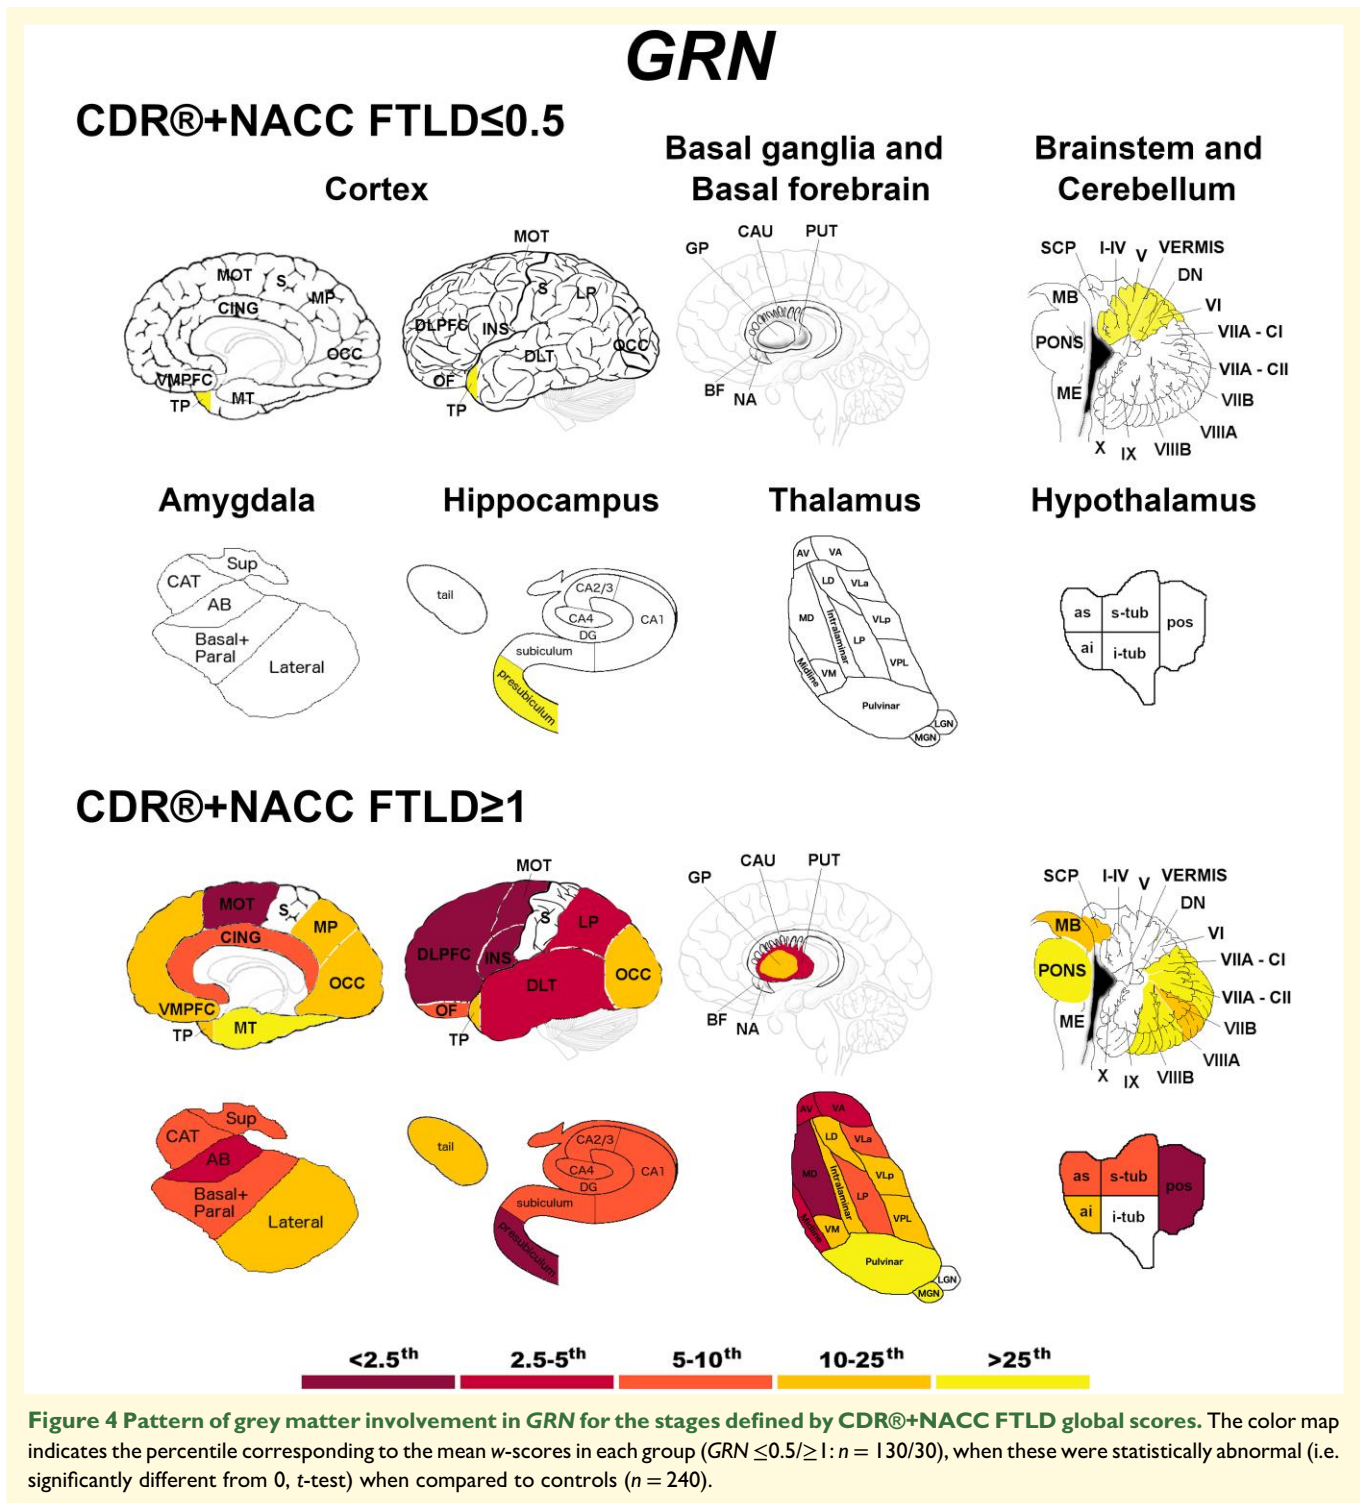 GRN
CDR®+NACC FTLD≤0.5
Cortex
Basal ganglia and
Basal forebrain
Brainstem and
Cerebellum
MOT
S
MP
CING
OCC
VMPFC
TP
MT
MOT
S
LP
DLPFC
INS
DLT
OCC
OF
TP
GP
CAU
PUT
BF
NA
SCP
I-IV
V
VERMIS
DN
MB
VI
VIIA - CI
PONS
VIIA - CII
ME
VIIB
VIIIA
X
IX
VIIIB
Amygdala
Hippocampus
Thalamus
Hypothalamus
Sup
CAT
AB
Basal+
Paral
Lateral
tail
CA2/3
CA4
CA1
DG
subiculum
presubiculum
AV
VA
LD
VLa
MD
Intralaminar
VLp
LP
VPL
Midline
VM
Pulvinar
LGN
MGN
as
s-tub
pos
ai
i-tub
CDR®+NACC FTLD≥1
MOT
S
MP
CING
OCC
VMPFC
TP
MT
MOT
S
LP
DLPFC
INS
DLT
OCC
OF
TP
GP
CAU
PUT
BF
NA
SCP
I-IV
V
VERMIS
DN
MB
VI
VIIA - CI
PONS
VIIA - CII
ME
VIIB
VIIIA
X
IX
VIIIB
Sup
CAT
AB
Basal+
Paral
Lateral
tail
CA2/3
CA4
CA1
DG
subiculum
presubiculum
AV
VA
LD
VLa
MD
Intralaminar
VLp
LP
VPL
Midline
VM
Pulvinar
LGN
MGN
as
s-tub
pos
ai
i-tub
<2.5th
2.5-5th
5-10th
10-25th
>25th
Figure 4 Pattern of grey matter involvement in GRN for the stages defined by CDR®+NACC FTLD global scores. The color map
indicates the percentile corresponding to the mean w-scores in each group (GRN ≤0.5/≥1: n = 130/30), when these were statistically abnormal (i.e.
significantly different from 0, t-test) when compared to controls (n = 240).